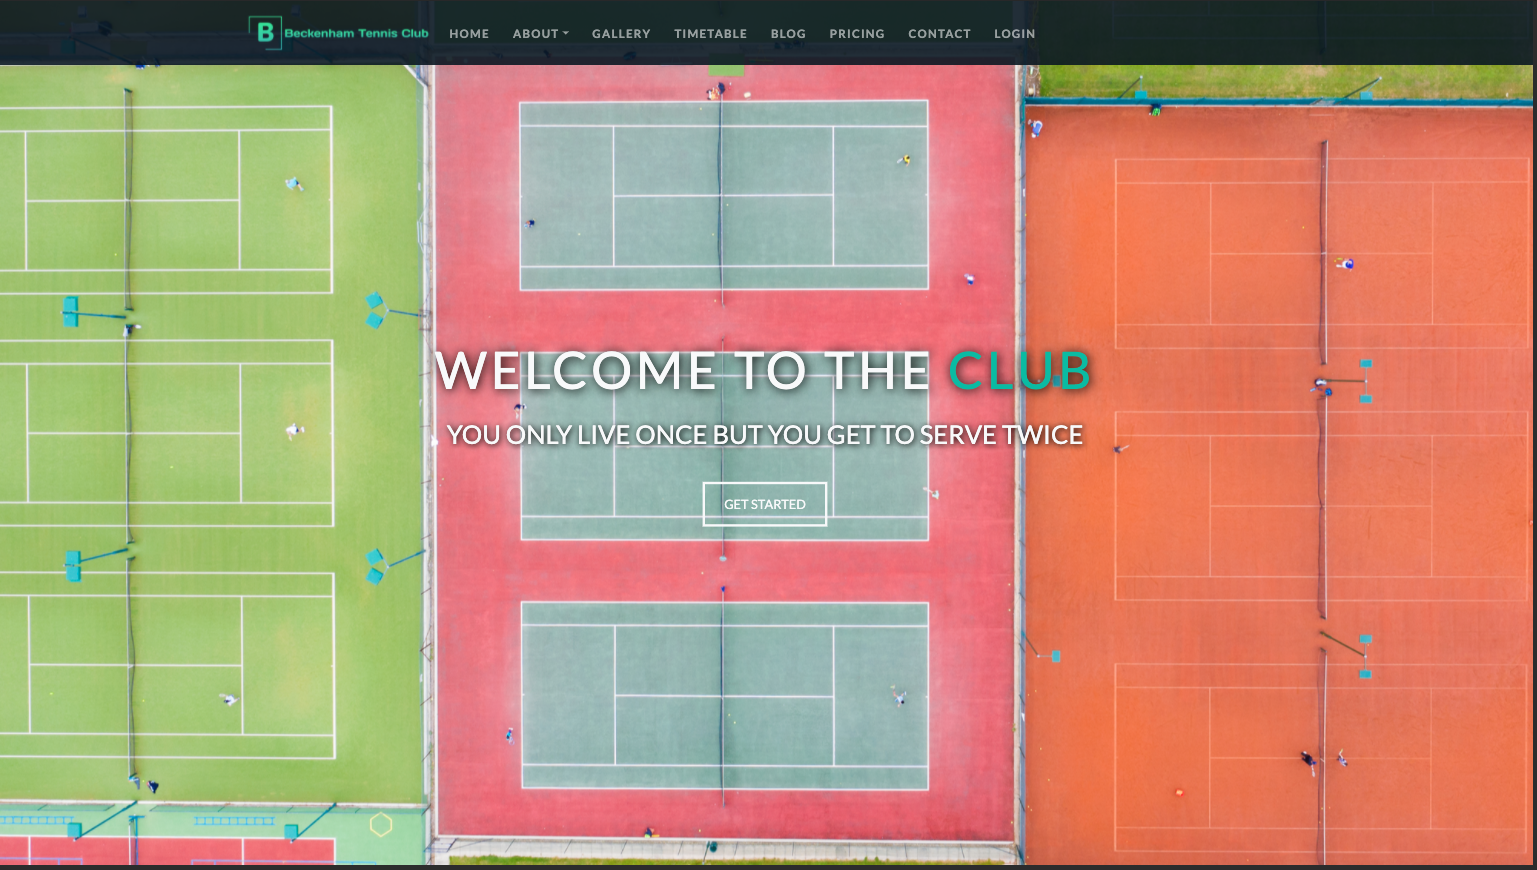 B Beckenham Tennis Club HOME ABOUT GALLERY TIMETABLE BLOG PRICING CONTACT LOGIN
WELCOME TO THE CLUB
YOU ONLY LIVE ONCE BUT YOU GET TO SERVE TWICE
GET STARTED